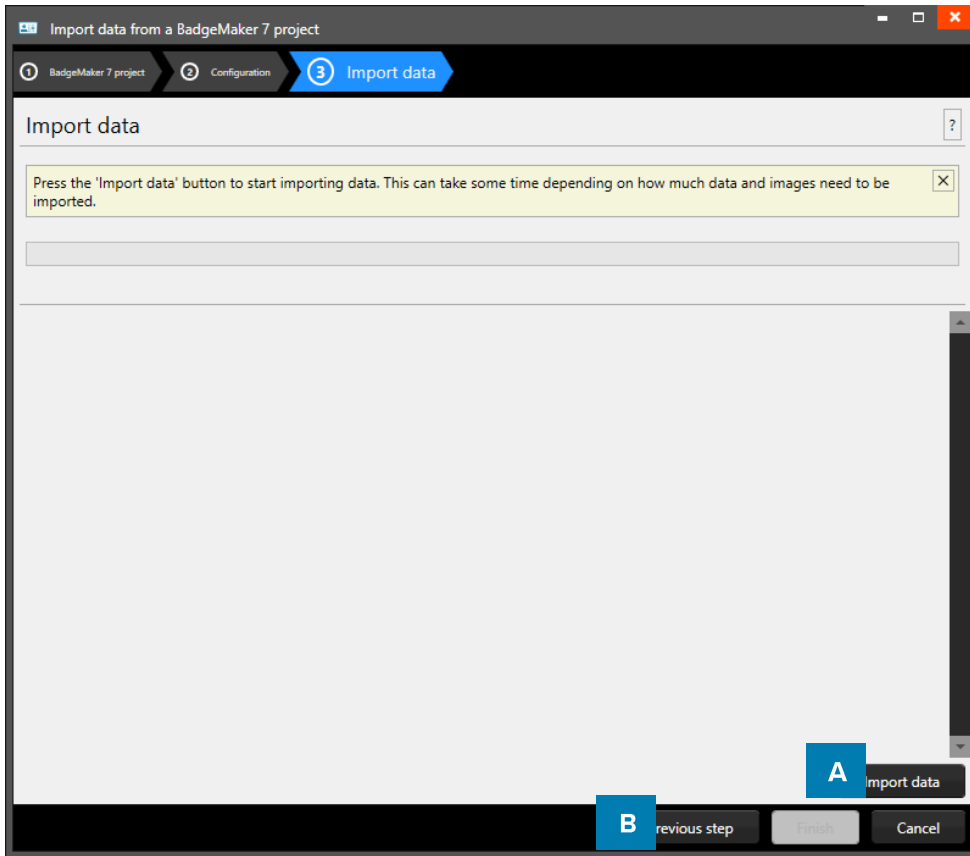 Import data from a BadgeMaker 7 project
1 BadgeMaker 7 project 2 Configuration 3 Import data
Import data ?
Press the 'Import data' button to start importing data. This can take some time depending on how much data and images need to be
imported.
A Import data
B revious step Finish Cancel